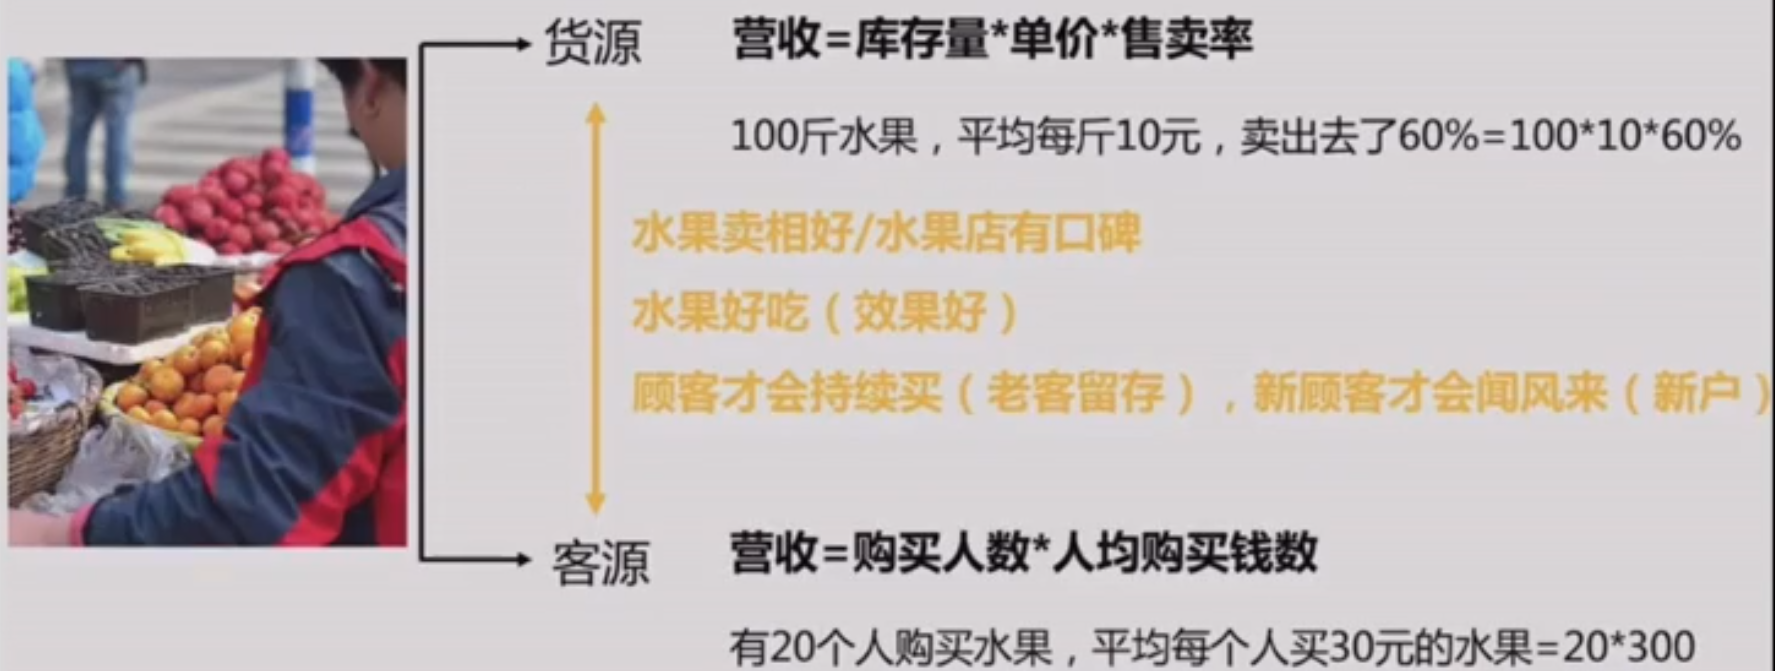 货源
营收=库存量*单价*售卖率
100斤水果，平均每斤10元，卖出去了60%=100*10*60%
水果卖相好/水果店有口碑
水果好吃（效果好）
顾客才会持续买（老客留存），新顾客才会闻风来（新户）
客源
营收=购买人数*人均购买钱数
有20个人购买水果，平均每个人买30元的水果=20*300